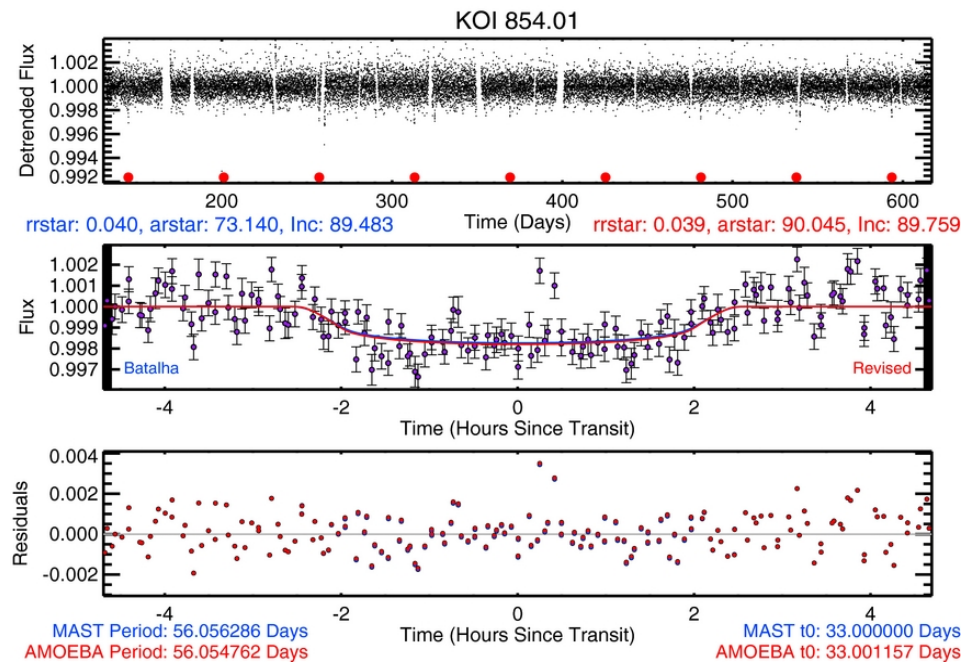 KOI 854.01
Detrended Flux
1.002
1.000
0.998
0.996
0.994
0.992
200 300 400 500 600
Time (Days)
rrstar: 0.040, arstar: 73.140, Inc: 89.483
rrstar: 0.039, arstar: 90.045, Inc: 89.759
Flux
1.002
1.001
1.000
0.999
0.998
0.997
Batalha
Revised
-4 -2 0 2 4
Time (Hours Since Transit)
Residuals
0.004
0.002
0.000
-0.002
-4 -2 0 2 4
Time (Hours Since Transit)
MAST Period: 56.056286 Days
AMOEBA Period: 56.054762 Days
MAST t0: 33.000000 Days
AMOEBA t0: 33.001157 Days